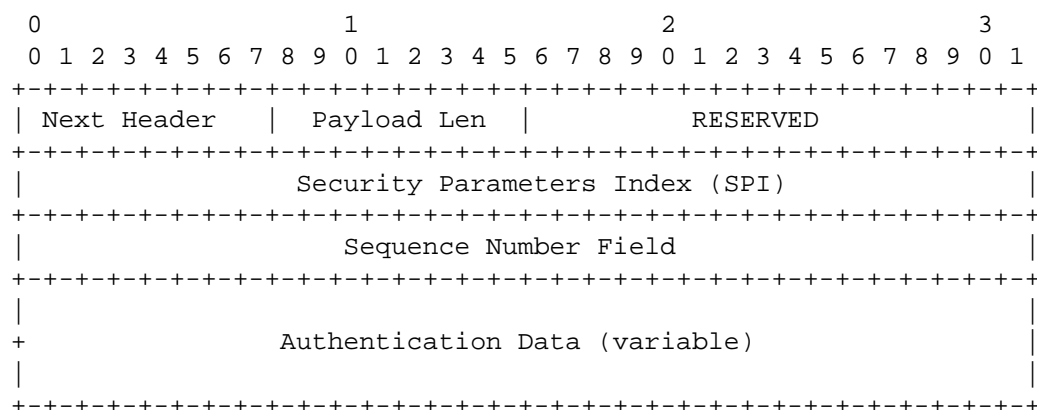 0                   1                   2                   3
 0 1 2 3 4 5 6 7 8 9 0 1 2 3 4 5 6 7 8 9 0 1 2 3 4 5 6 7 8 9 0 1
+-+-+-+-+-+-+-+-+-+-+-+-+-+-+-+-+-+-+-+-+-+-+-+-+-+-+-+-+-+-+-+-+
| Next Header   |  Payload Len  |          RESERVED             |
+-+-+-+-+-+-+-+-+-+-+-+-+-+-+-+-+-+-+-+-+-+-+-+-+-+-+-+-+-+-+-+-+
|                 Security Parameters Index (SPI)               |
+-+-+-+-+-+-+-+-+-+-+-+-+-+-+-+-+-+-+-+-+-+-+-+-+-+-+-+-+-+-+-+-+
|                    Sequence Number Field                      |
+-+-+-+-+-+-+-+-+-+-+-+-+-+-+-+-+-+-+-+-+-+-+-+-+-+-+-+-+-+-+-+-+
|                                                               |
+                Authentication Data (variable)                 |
|                                                               |
+-+-+-+-+-+-+-+-+-+-+-+-+-+-+-+-+-+-+-+-+-+-+-+-+-+-+-+-+-+-+-+-+